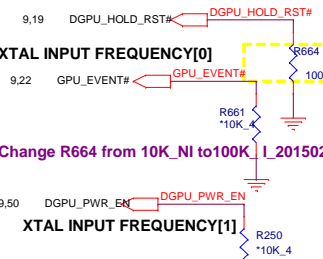 9,19 DGPU_HOLD_RST# DGPU_HOLD_RST#
R664
XTAL INPUT FREQUENCY[0]
100
9,22 GPU_EVENT# GPU_EVENT#
R661
*10K_4
Change R664 from 10K_NI to100K_I_201502
9,50 DGPU_PWR_EN DGPU_PWR_EN
XTAL INPUT FREQUENCY[1]
R250
*10K_4